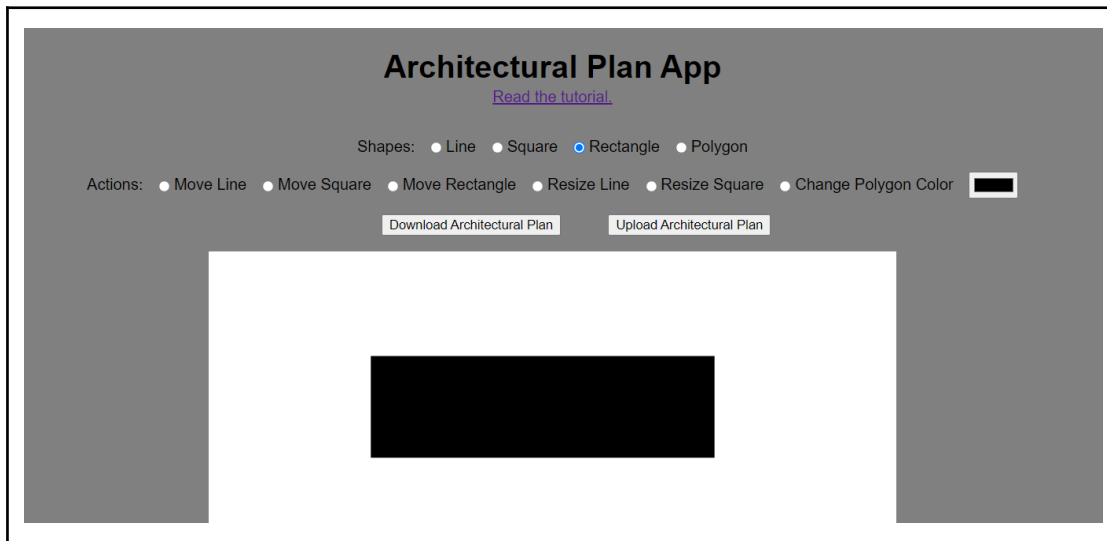 Architectural Plan App
Read the tutorial.
Shapes: Line Square Rectangle Polygon
Actions: Move Line Move Square Move Rectangle Resize Line Resize Square Change Polygon Color
Download Architectural Plan Upload Architectural Plan